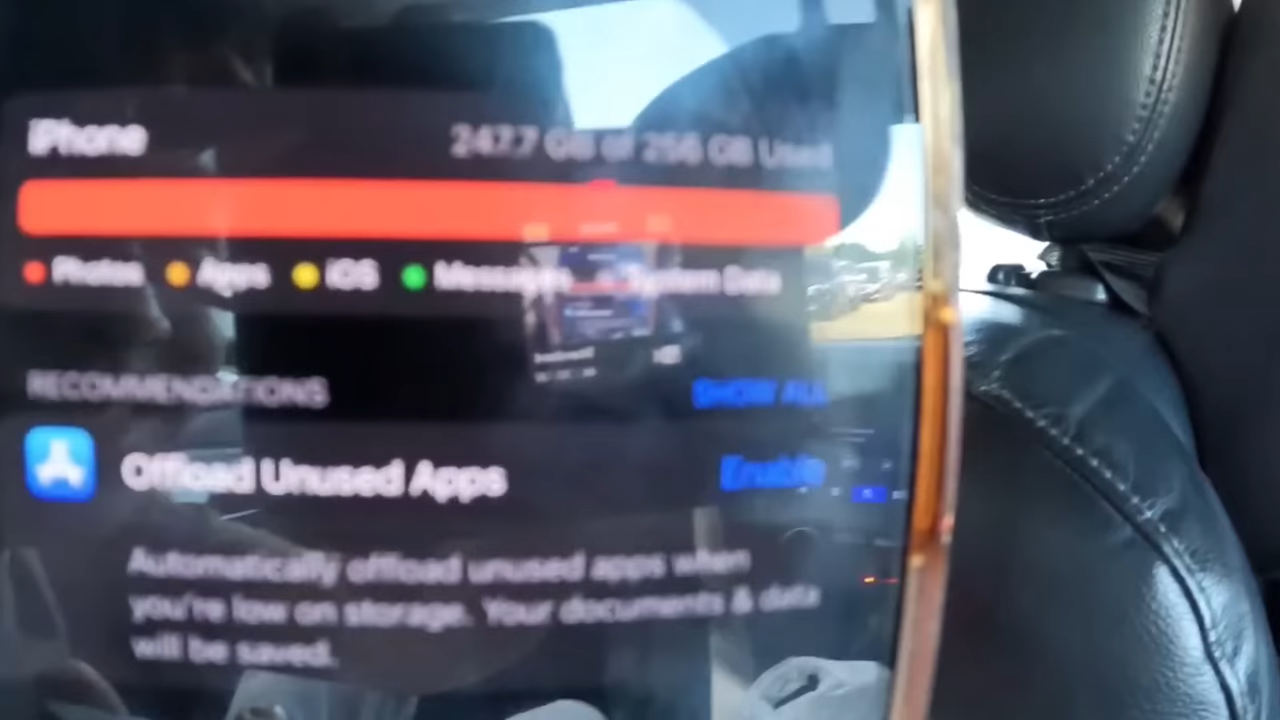 iPhone 247.7 GB of 256 GB Used
Photos Apps iOS Messages System Data
RECOMMENDATIONS SHOW ALL
Offload Unused Apps Enable
Automatically offload unused apps when
you're low on storage. Your documents & data
will be saved.